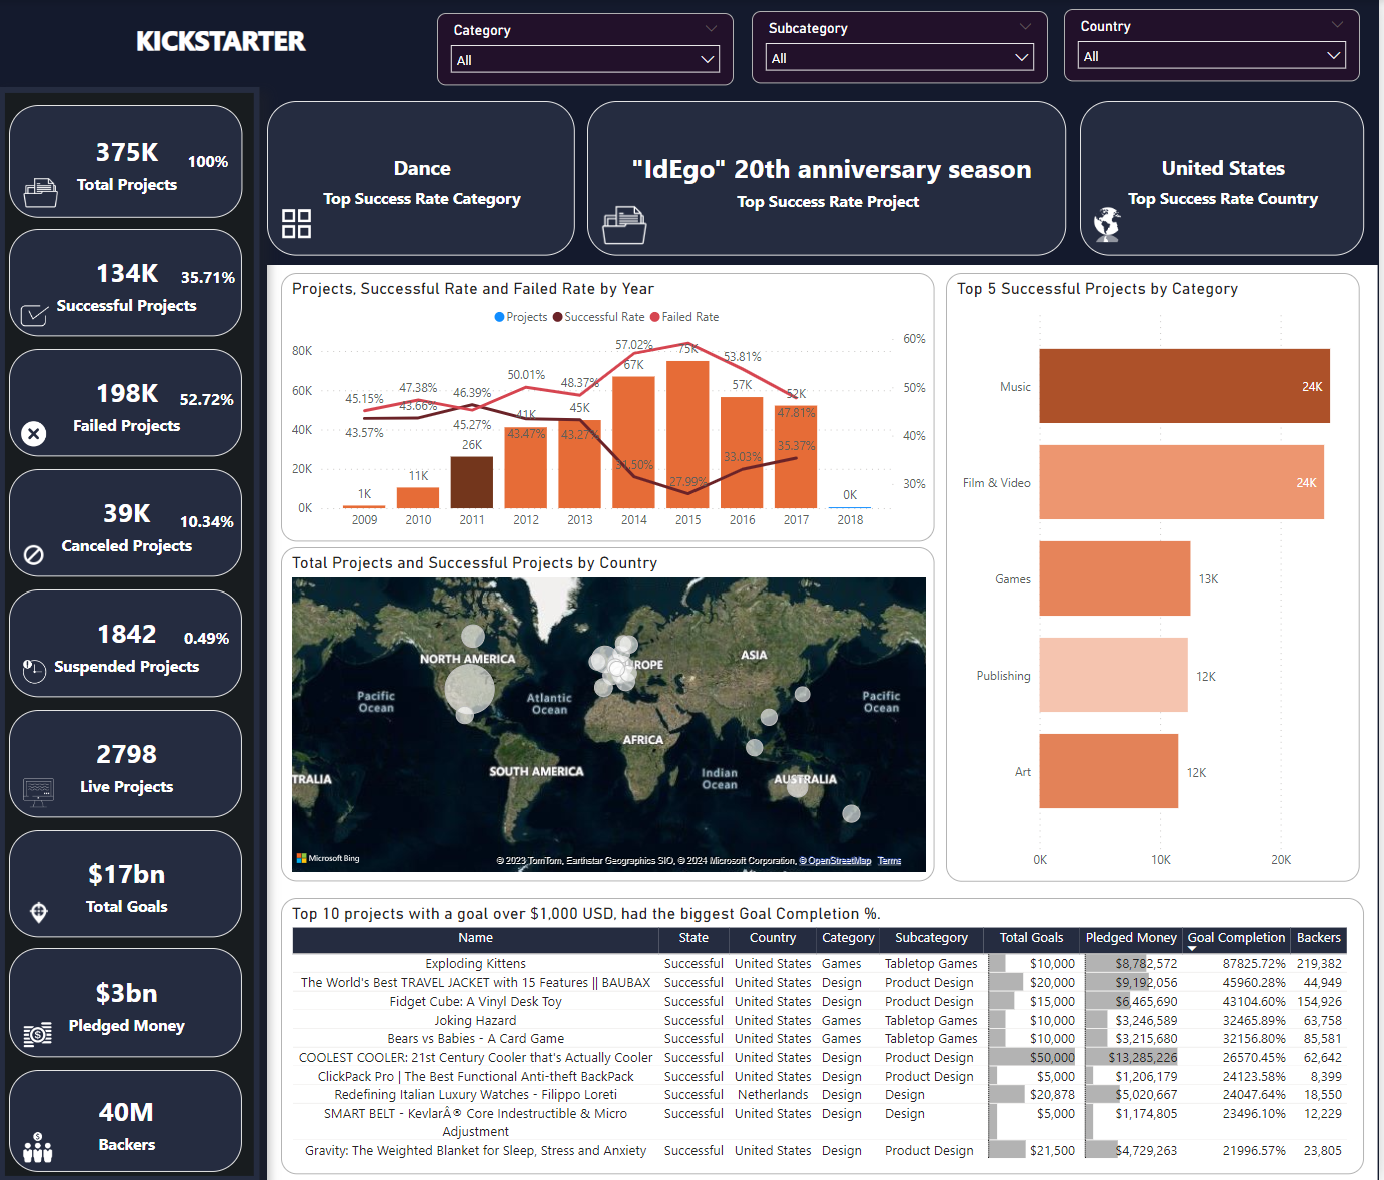 KICKSTARTER
Category
All
Subcategory
All
Country
All
375K
100%
Total Projects
134K
35.71%
Successful Projects
198K
52.72%
Failed Projects
39K
10.34%
Canceled Projects
1842
0.49%
Suspended Projects
2798
Live Projects
$17bn
Total Goals
$3bn
Pledged Money
40M
Backers
Dance
Top Success Rate Category
"IdEgo" 20th anniversary season
Top Success Rate Project
United States
Top Success Rate Country
Projects, Successful Rate and Failed Rate by Year
Projects Successful Rate Failed Rate
80K
60K
40K
20K
0K
60%
50%
40%
30%
45.15%
47.38%
46.39%
50.01%
48.37%
57.02%
53.81%
47.81%
43.57%
43.66%
45.27%
43.47%
43.27%
31.50%
27.99%
33.03%
35.37%
1K
11K
26K
41K
45K
67K
75K
57K
52K
0K
2009 2010 2011 2012 2013 2014 2015 2016 2017 2018
Total Projects and Successful Projects by Country
NORTH AMERICA
ASIA
Pacific
Ocean
Atlantic
Ocean
Pacific
Ocean
AFRICA
SOUTH AMERICA
Indian
Ocean
AUSTRALIA
TRALIA
Microsoft Bing
© 2023 TomTom, Earthstar Geographics SIO, © 2024 Microsoft Corporation, © OpenStreetMap Terms
Top 5 Successful Projects by Category
Music
24K
Film & Video
24K
Games
13K
Publishing
12K
Art
12K
0K 10K 20K
Top 10 projects with a goal over $1,000 USD, had the biggest Goal Completion %.
Name State Country Category Subcategory Total Goals Pledged Money Goal Completion Backers
Exploding Kittens Successful United States Games Tabletop Games $10,000 $8,782,572 87825.72% 219,382
The World's Best TRAVEL JACKET with 15 Features || BAUBAX Successful United States Design Product Design $20,000 $9,192,056 45960.28% 44,949
Fidget Cube: A Vinyl Desk Toy Successful United States Design Product Design $15,000 $6,465,690 43104.60% 154,926
Joking Hazard Successful United States Games Tabletop Games $10,000 $3,246,589 32465.89% 63,758
Bears vs Babies - A Card Game Successful United States Games Tabletop Games $10,000 $3,215,680 32156.80% 85,581
COOLEST COOLER: 21st Century Cooler that's Actually Cooler Successful United States Design Product Design $50,000 $13,285,226 26570.45% 62,642
ClickPack Pro | The Best Functional Anti-theft BackPack Successful United States Design Product Design $5,000 $1,206,179 24123.58% 8,399
Redefining Italian Luxury Watches - Filippo Loreti Successful Netherlands Design Design $20,878 $5,020,667 24047.64% 18,550
SMART BELT - KevlarÂ® Core Indestructible & Micro Successful United States Design Design $5,000 $1,174,805 23496.10% 12,229
Adjustment
Gravity: The Weighted Blanket for Sleep, Stress and Anxiety Successful United States Design Product Design $21,500 $4,729,263 21996.57% 23,805